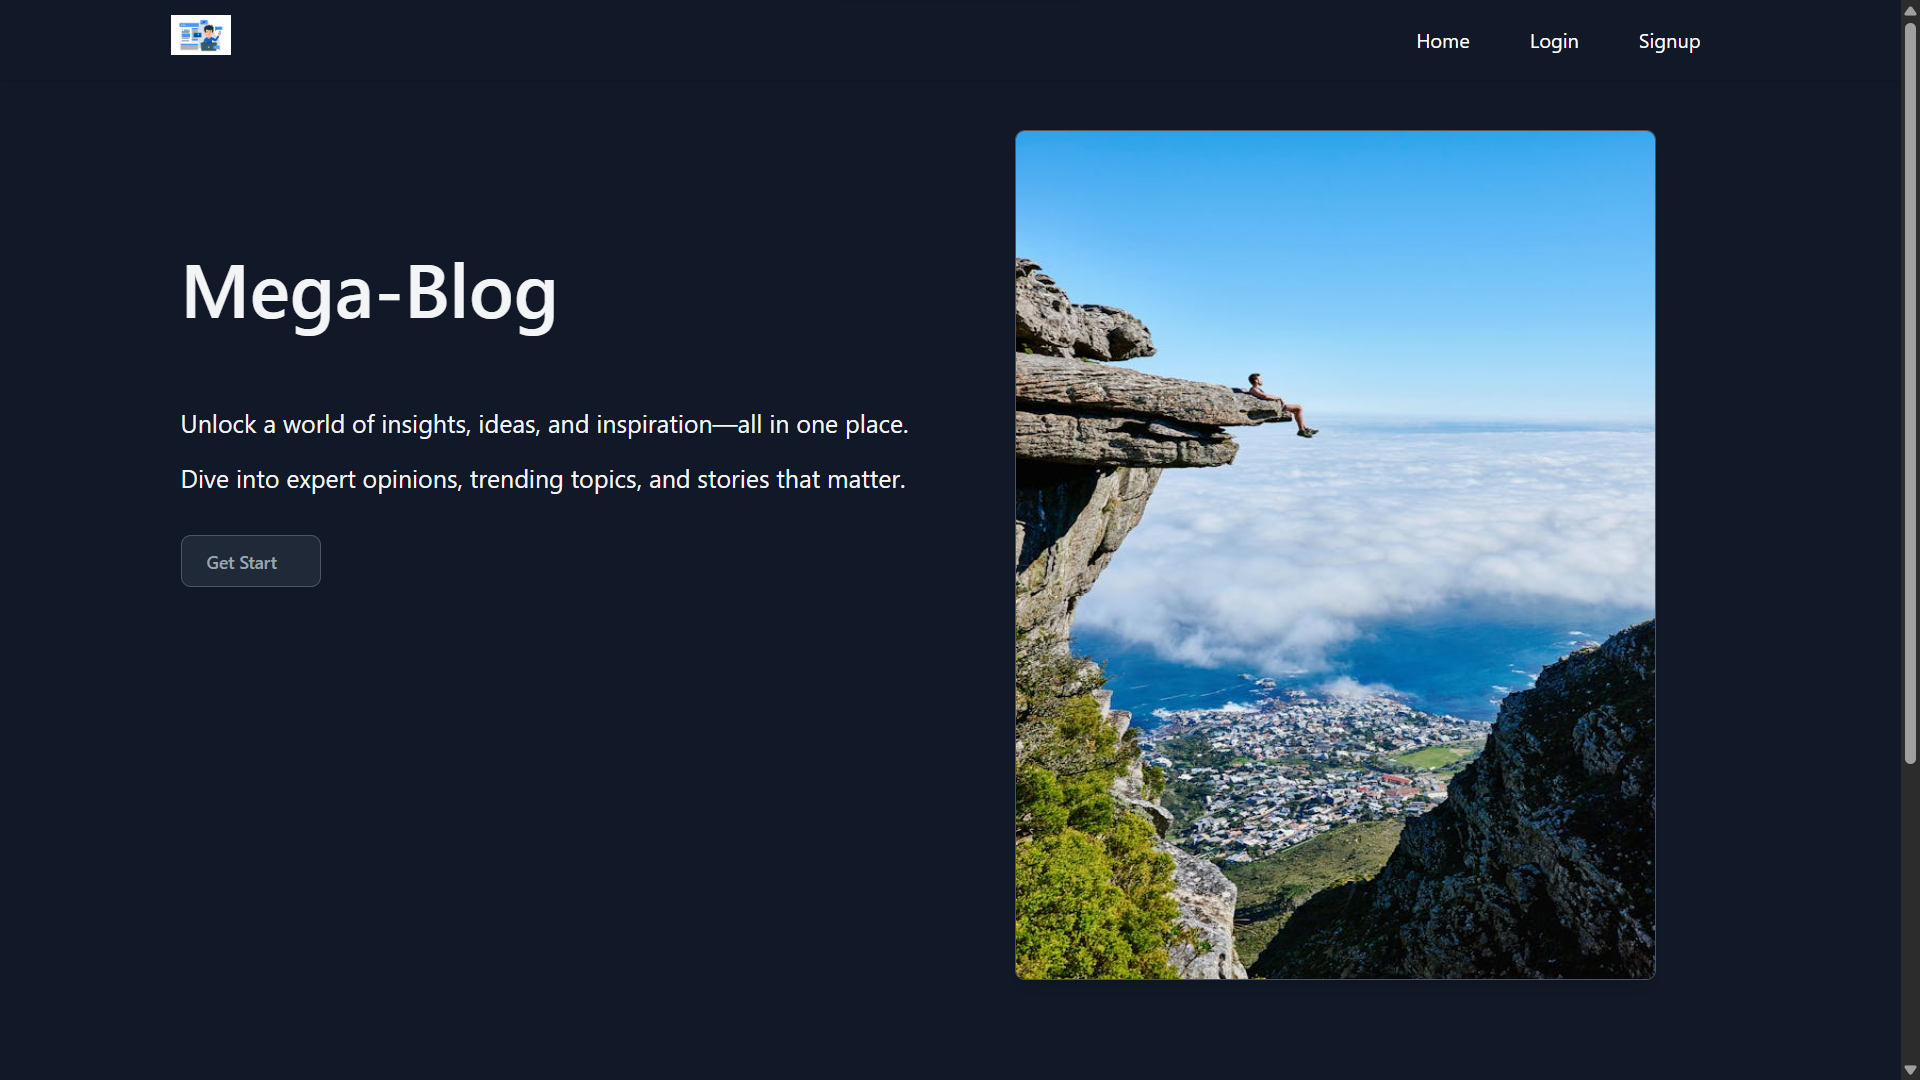 Home
Login
Signup
Mega-Blog
Unlock a world of insights, ideas, and inspiration—all in one place.
Dive into expert opinions, trending topics, and stories that matter.
Get Start